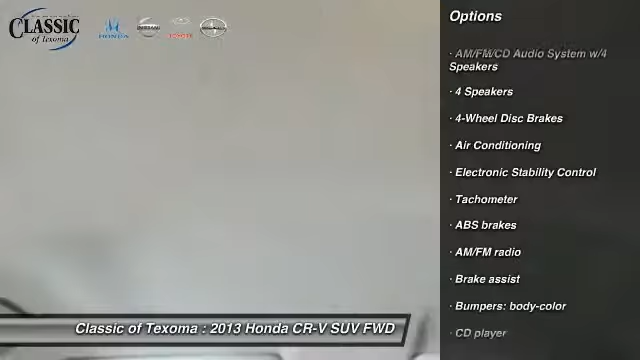 CLASSIC
of Texoma
HONDA
NISSAN
Options
· AM/FM/CD Audio System w/4
Speakers
· 4 Speakers
· 4-Wheel Disc Brakes
· Air Conditioning
· Electronic Stability Control
· Tachometer
· ABS brakes
· AM/FM radio
· Brake assist
· Bumpers: body-color
· CD player
Classic of Texoma : 2013 Honda CR-V SUV FWD